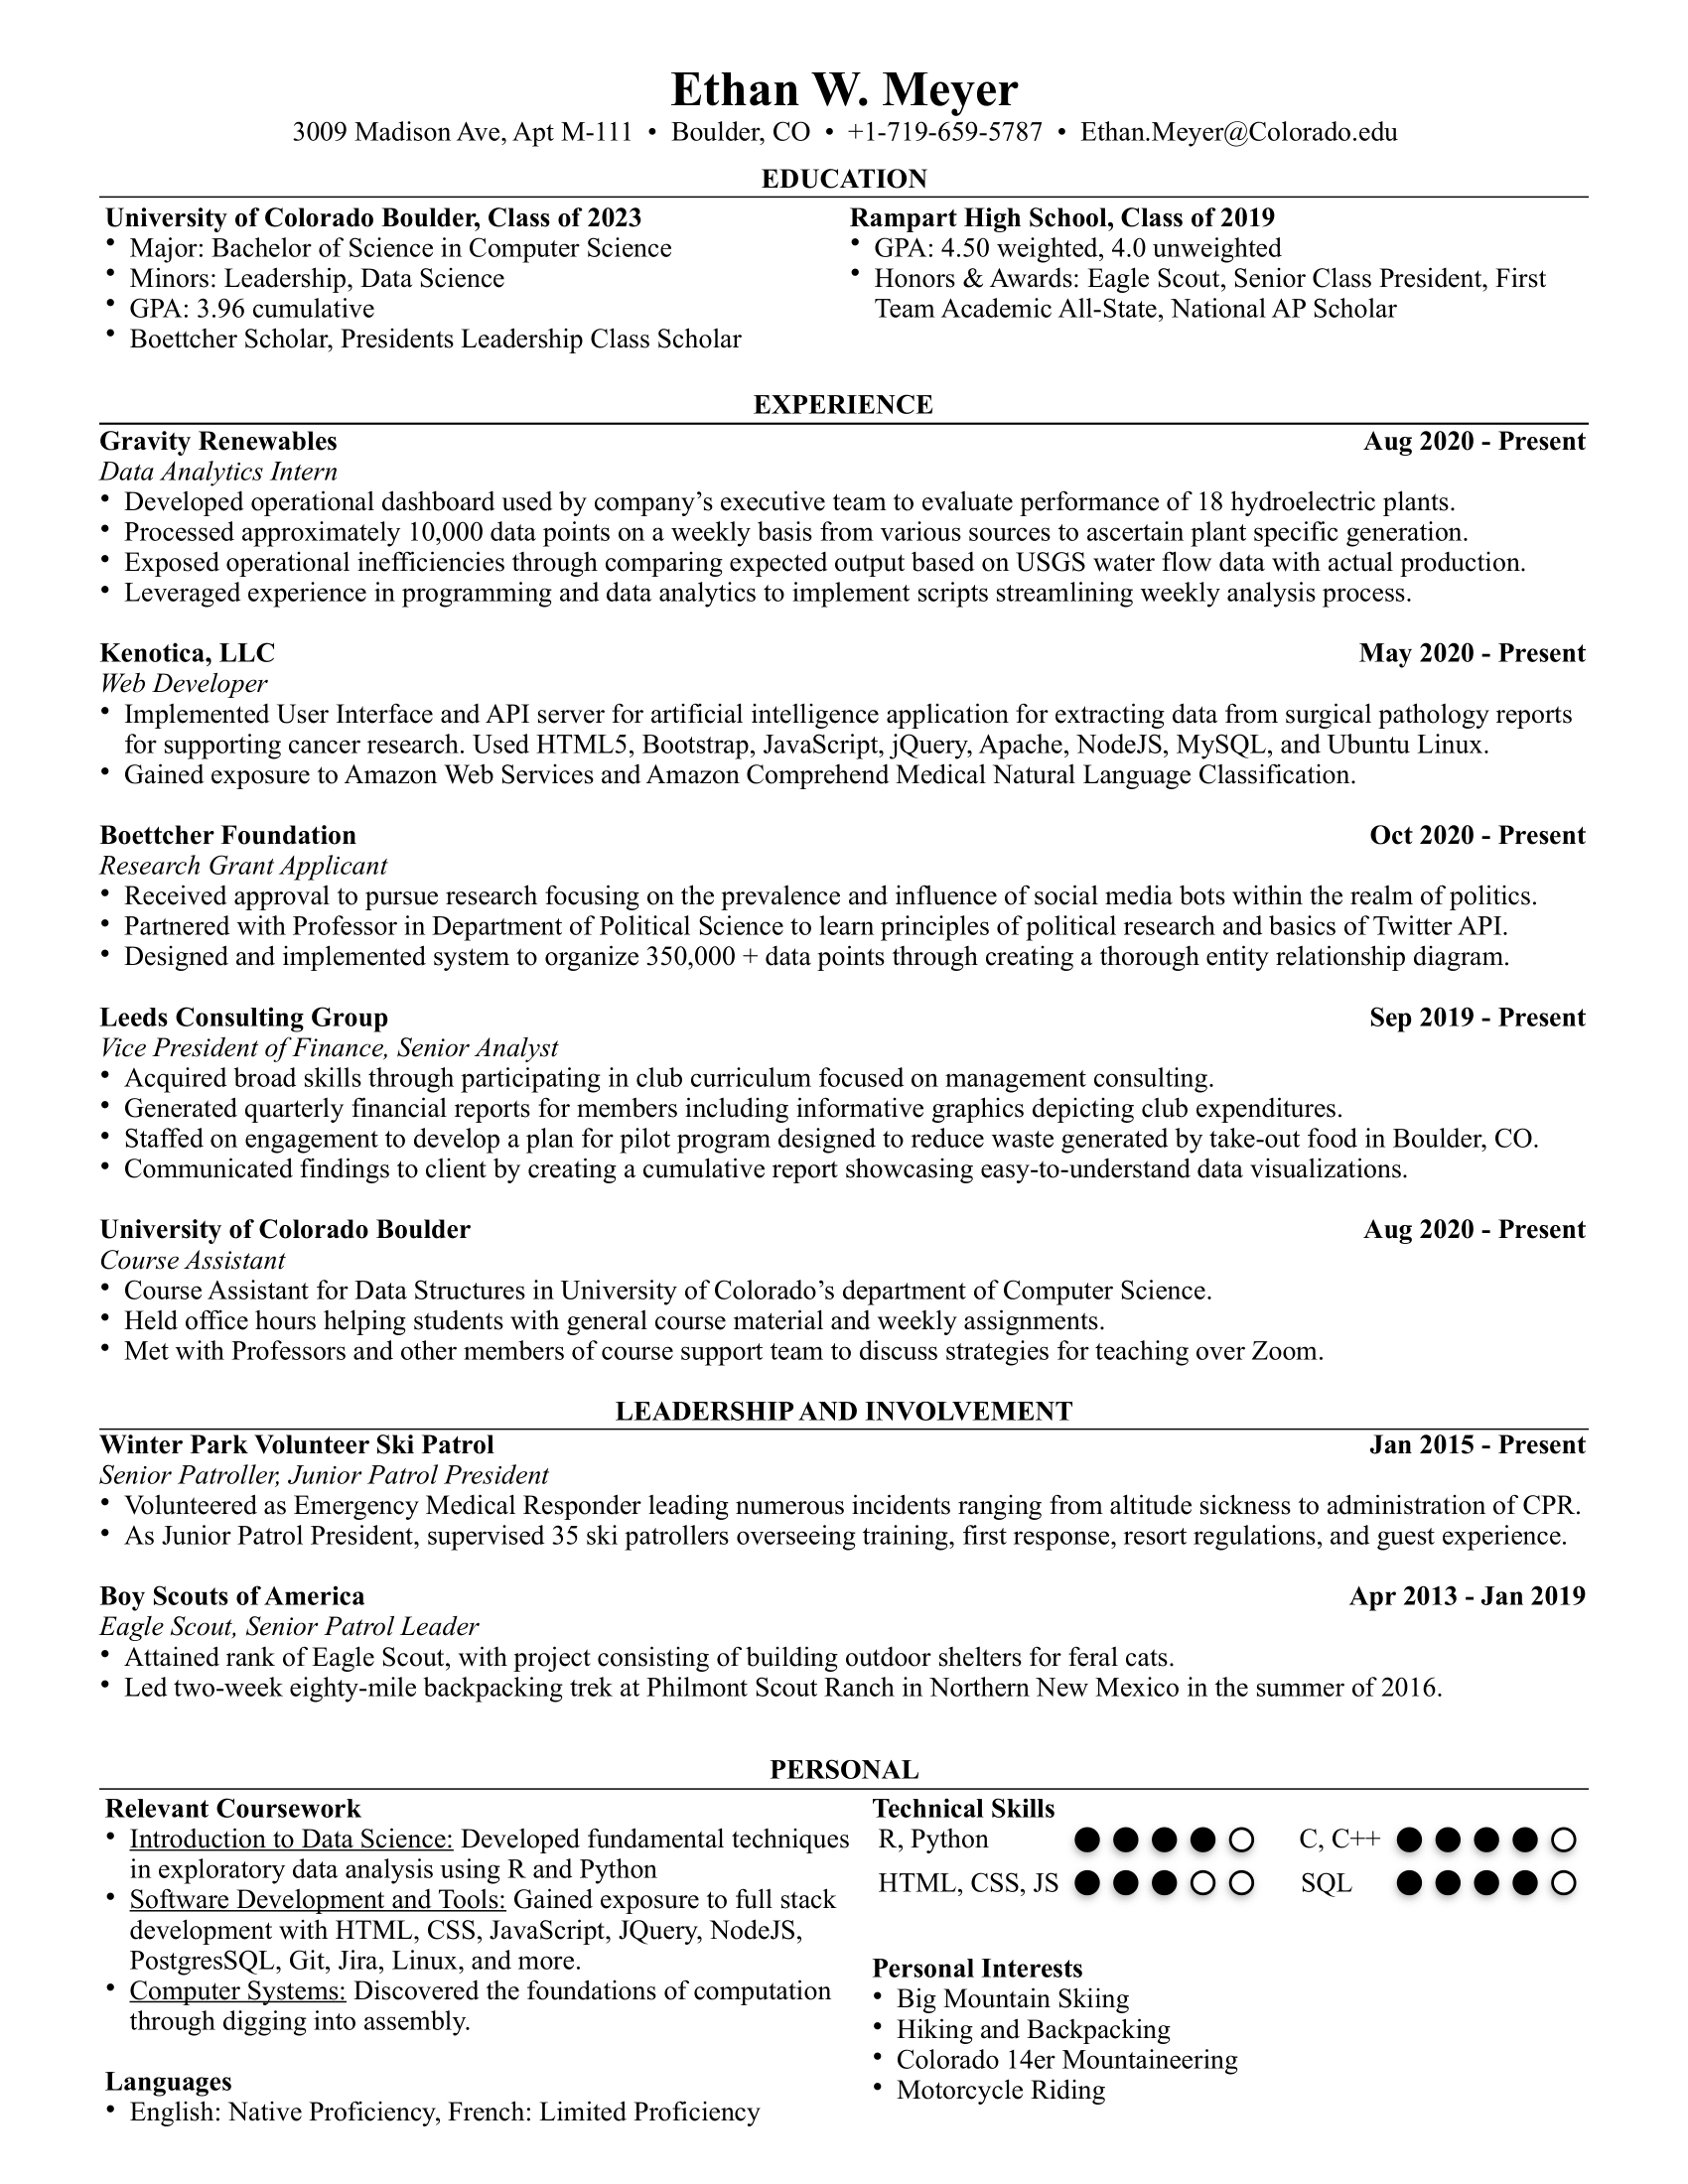 Ethan W. Meyer
3009 Madison Ave, Apt M-111 • Boulder, CO • +1-719-659-5787 • Ethan.Meyer@Colorado.edu
EDUCATION
University of Colorado Boulder, Class of 2023
• Major: Bachelor of Science in Computer Science
• Minors: Leadership, Data Science
• GPA: 3.96 cumulative
• Boettcher Scholar, Presidents Leadership Class Scholar
Rampart High School, Class of 2019
• GPA: 4.50 weighted, 4.0 unweighted
• Honors & Awards: Eagle Scout, Senior Class President, First
Team Academic All-State, National AP Scholar
EXPERIENCE
Gravity Renewables Aug 2020 - Present
Data Analytics Intern
• Developed operational dashboard used by company’s executive team to evaluate performance of 18 hydroelectric plants.
• Processed approximately 10,000 data points on a weekly basis from various sources to ascertain plant specific generation.
• Exposed operational inefficiencies through comparing expected output based on USGS water flow data with actual production.
• Leveraged experience in programming and data analytics to implement scripts streamlining weekly analysis process.
Kenotica, LLC May 2020 - Present
Web Developer
• Implemented User Interface and API server for artificial intelligence application for extracting data from surgical pathology reports
for supporting cancer research. Used HTML5, Bootstrap, JavaScript, jQuery, Apache, NodeJS, MySQL, and Ubuntu Linux.
• Gained exposure to Amazon Web Services and Amazon Comprehend Medical Natural Language Classification.
Boettcher Foundation Oct 2020 - Present
Research Grant Applicant
• Received approval to pursue research focusing on the prevalence and influence of social media bots within the realm of politics.
• Partnered with Professor in Department of Political Science to learn principles of political research and basics of Twitter API.
• Designed and implemented system to organize 350,000 + data points through creating a thorough entity relationship diagram.
Leeds Consulting Group Sep 2019 - Present
Vice President of Finance, Senior Analyst
• Acquired broad skills through participating in club curriculum focused on management consulting.
• Generated quarterly financial reports for members including informative graphics depicting club expenditures.
• Staffed on engagement to develop a plan for pilot program designed to reduce waste generated by take-out food in Boulder, CO.
• Communicated findings to client by creating a cumulative report showcasing easy-to-understand data visualizations.
University of Colorado Boulder Aug 2020 - Present
Course Assistant
• Course Assistant for Data Structures in University of Colorado’s department of Computer Science.
• Held office hours helping students with general course material and weekly assignments.
• Met with Professors and other members of course support team to discuss strategies for teaching over Zoom.
LEADERSHIP AND INVOLVEMENT
Winter Park Volunteer Ski Patrol Jan 2015 - Present
Senior Patroller, Junior Patrol President
• Volunteered as Emergency Medical Responder leading numerous incidents ranging from altitude sickness to administration of CPR.
• As Junior Patrol President, supervised 35 ski patrollers overseeing training, first response, resort regulations, and guest experience.
Boy Scouts of America Apr 2013 - Jan 2019
Eagle Scout, Senior Patrol Leader
• Attained rank of Eagle Scout, with project consisting of building outdoor shelters for feral cats.
• Led two-week eighty-mile backpacking trek at Philmont Scout Ranch in Northern New Mexico in the summer of 2016.
PERSONAL
Relevant Coursework
• Introduction to Data Science: Developed fundamental techniques
in exploratory data analysis using R and Python
• Software Development and Tools: Gained exposure to full stack
development with HTML, CSS, JavaScript, JQuery, NodeJS,
PostgresSQL, Git, Jira, Linux, and more.
• Computer Systems: Discovered the foundations of computation
through digging into assembly.
Languages
• English: Native Proficiency, French: Limited Proficiency
Technical Skills
R, Python C, C++
HTML, CSS, JS SQL
Personal Interests
• Big Mountain Skiing
• Hiking and Backpacking
• Colorado 14er Mountaineering
• Motorcycle Riding